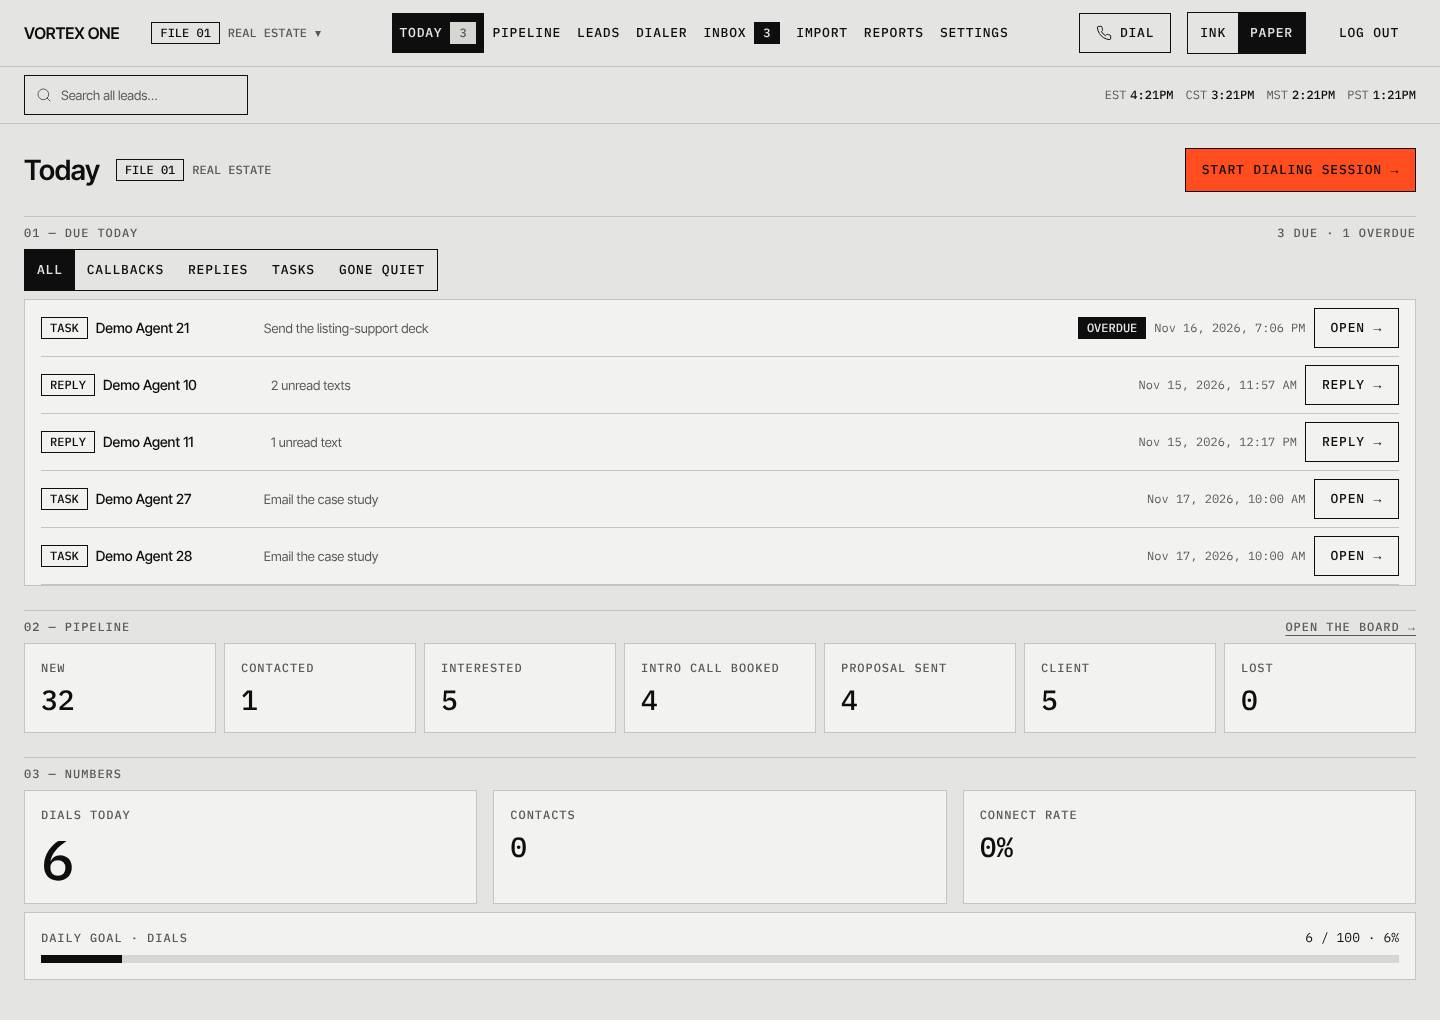 VORTEX ONE
FILE 01 REAL ESTATE ▾
TODAY 3 PIPELINE LEADS DIALER INBOX 3 IMPORT REPORTS SETTINGS
DIAL INK PAPER LOG OUT
Search all leads...
EST 4:21PM CST 3:21PM MST 2:21PM PST 1:21PM
Today FILE 01 REAL ESTATE
START DIALING SESSION →
01 — DUE TODAY
3 DUE · 1 OVERDUE
ALL CALLBACKS REPLIES TASKS GONE QUIET
TASK Demo Agent 21 Send the listing-support deck OVERDUE Nov 16, 2026, 7:06 PM OPEN →
REPLY Demo Agent 10 2 unread texts Nov 15, 2026, 11:57 AM REPLY →
REPLY Demo Agent 11 1 unread text Nov 15, 2026, 12:17 PM REPLY →
TASK Demo Agent 27 Email the case study Nov 17, 2026, 10:00 AM OPEN →
TASK Demo Agent 28 Email the case study Nov 17, 2026, 10:00 AM OPEN →
02 — PIPELINE
OPEN THE BOARD →
NEW
32
CONTACTED
1
INTERESTED
5
INTRO CALL BOOKED
4
PROPOSAL SENT
4
CLIENT
5
LOST
0
03 — NUMBERS
DIALS TODAY
6
CONTACTS
0
CONNECT RATE
0%
DAILY GOAL · DIALS
6 / 100 · 6%